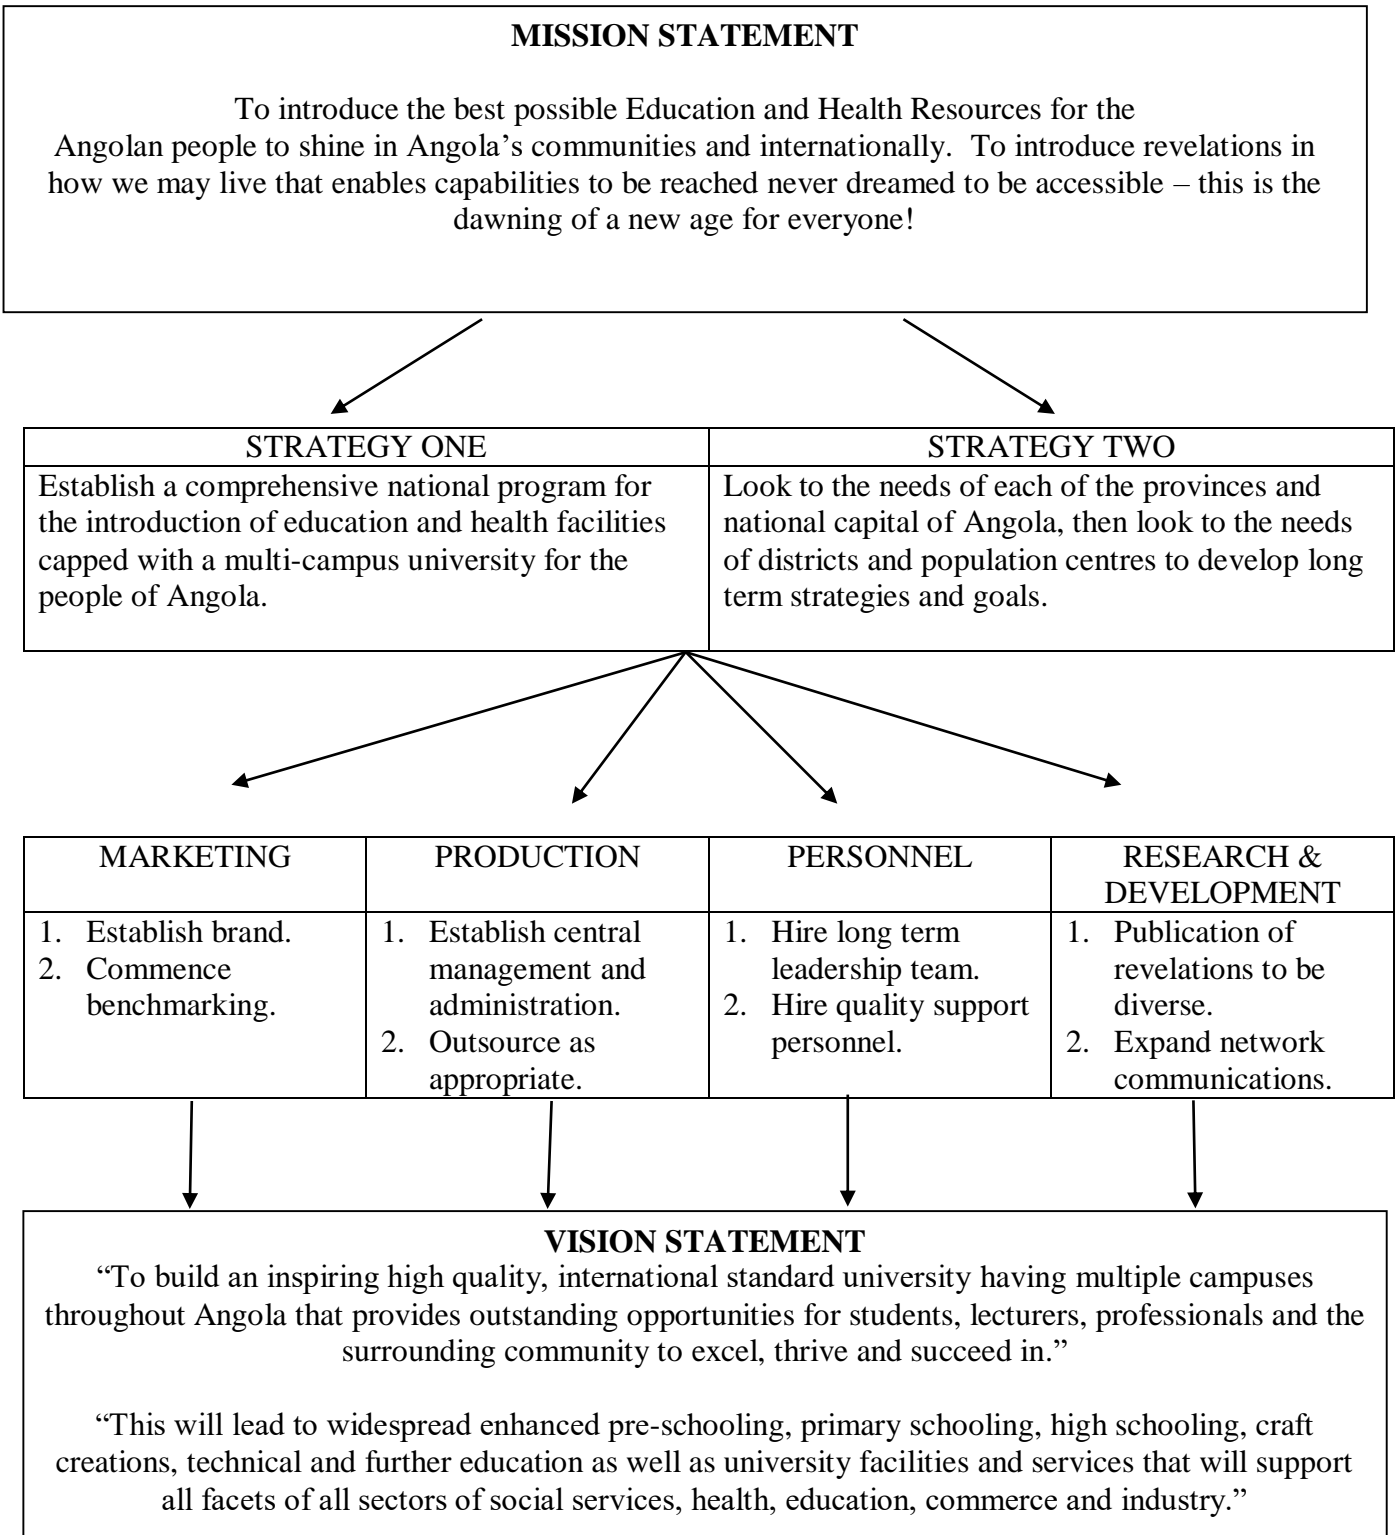 MISSION STATEMENT
To introduce the best possible Education and Health Resources for the
Angolan people to shine in Angola’s communities and internationally.  To introduce revelations in
how we may live that enables capabilities to be reached never dreamed to be accessible – this is the
dawning of a new age for everyone!
STRATEGY ONE
Establish a comprehensive national program for
the introduction of education and health facilities
capped with a multi-campus university for the
people of Angola.
STRATEGY TWO
Look to the needs of each of the provinces and
national capital of Angola, then look to the needs
of districts and population centres to develop long
term strategies and goals.
MARKETING
1. Establish brand.
2. Commence
benchmarking.
PRODUCTION
1. Establish central
management and
administration.
2. Outsource as
appropriate.
PERSONNEL
1. Hire long term
leadership team.
2. Hire quality support
personnel.
RESEARCH &
DEVELOPMENT
1. Publication of
revelations to be
diverse.
2. Expand network
communications.
VISION STATEMENT
“To build an inspiring high quality, international standard university having multiple campuses
throughout Angola that provides outstanding opportunities for students, lecturers, professionals and the
surrounding community to excel, thrive and succeed in.”
“This will lead to widespread enhanced pre-schooling, primary schooling, high schooling, craft
creations, technical and further education as well as university facilities and services that will support
all facets of all sectors of social services, health, education, commerce and industry.”